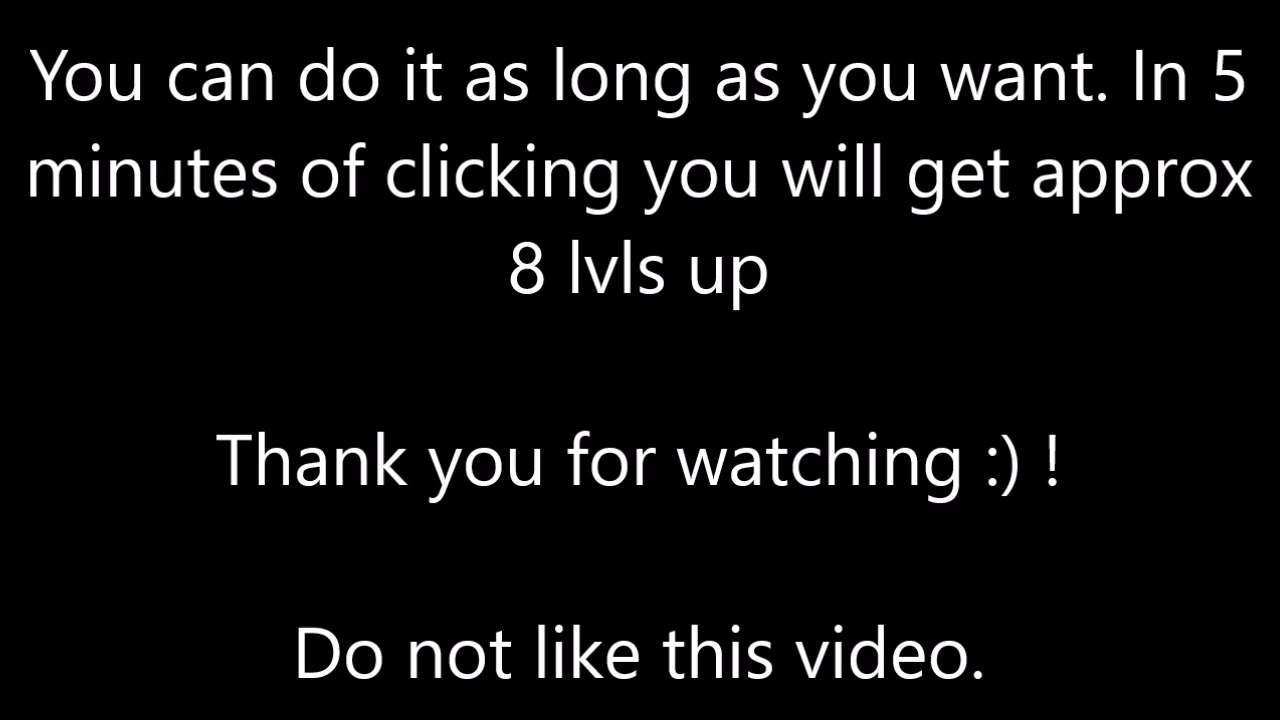 You can do it as long as you want. In 5
minutes of clicking you will get approx
8 lvls up
Thank you for watching :) !
Do not like this video.